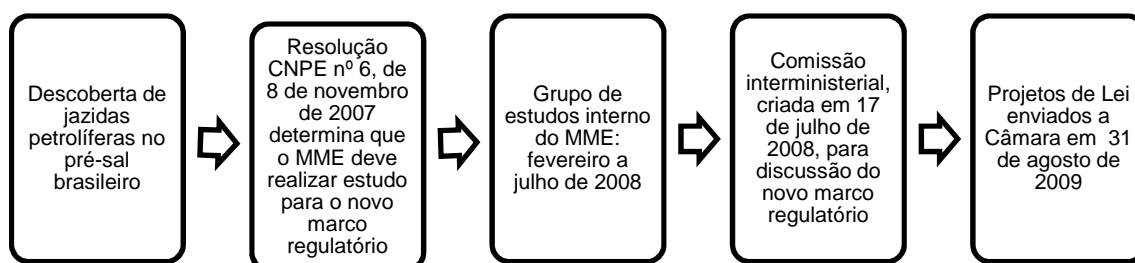 Descoberta de
jazidas
petrolíferas no
pré-sal
brasileiro
Resolução
CNPE nº 6, de
8 de novembro
de 2007
determina que
o MME deve
realizar estudo
para o novo
marco
regulatório
Grupo de
estudos interno
do MME:
fevereiro a
julho de 2008
Comissão
interministerial,
criada em 17
de julho de
2008, para
discussão do
novo marco
regulatório
Projetos de Lei
enviados a
Câmara em 31
de agosto de
2009